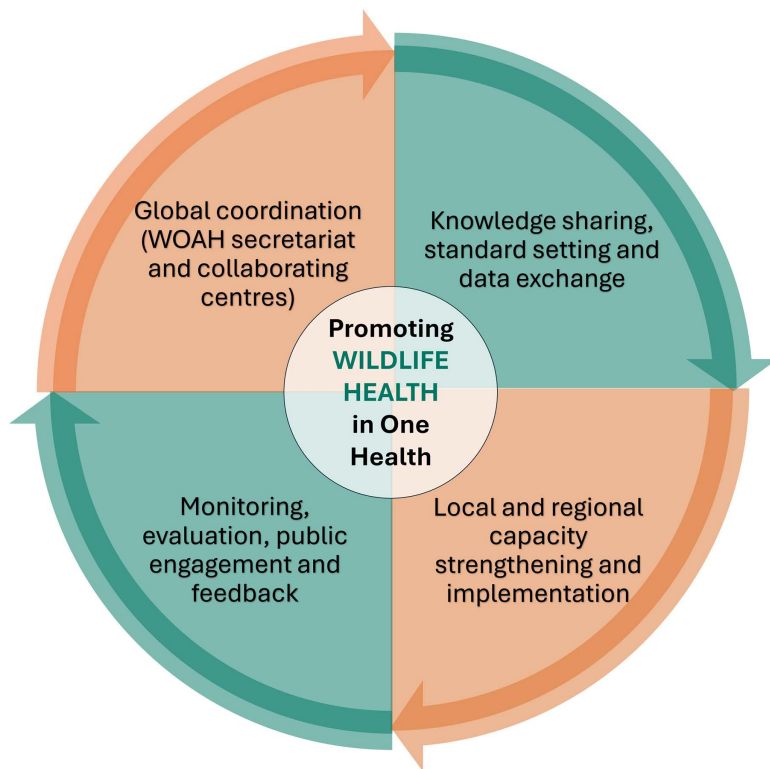 Global coordination
(WOAH secretariat
and collaborating
centres)
Knowledge sharing,
standard setting and
data exchange
Promoting
WILDLIFE
HEALTH
in One
Health
Monitoring,
evaluation, public
engagement and
feedback
Local and regional
capacity
strengthening and
implementation